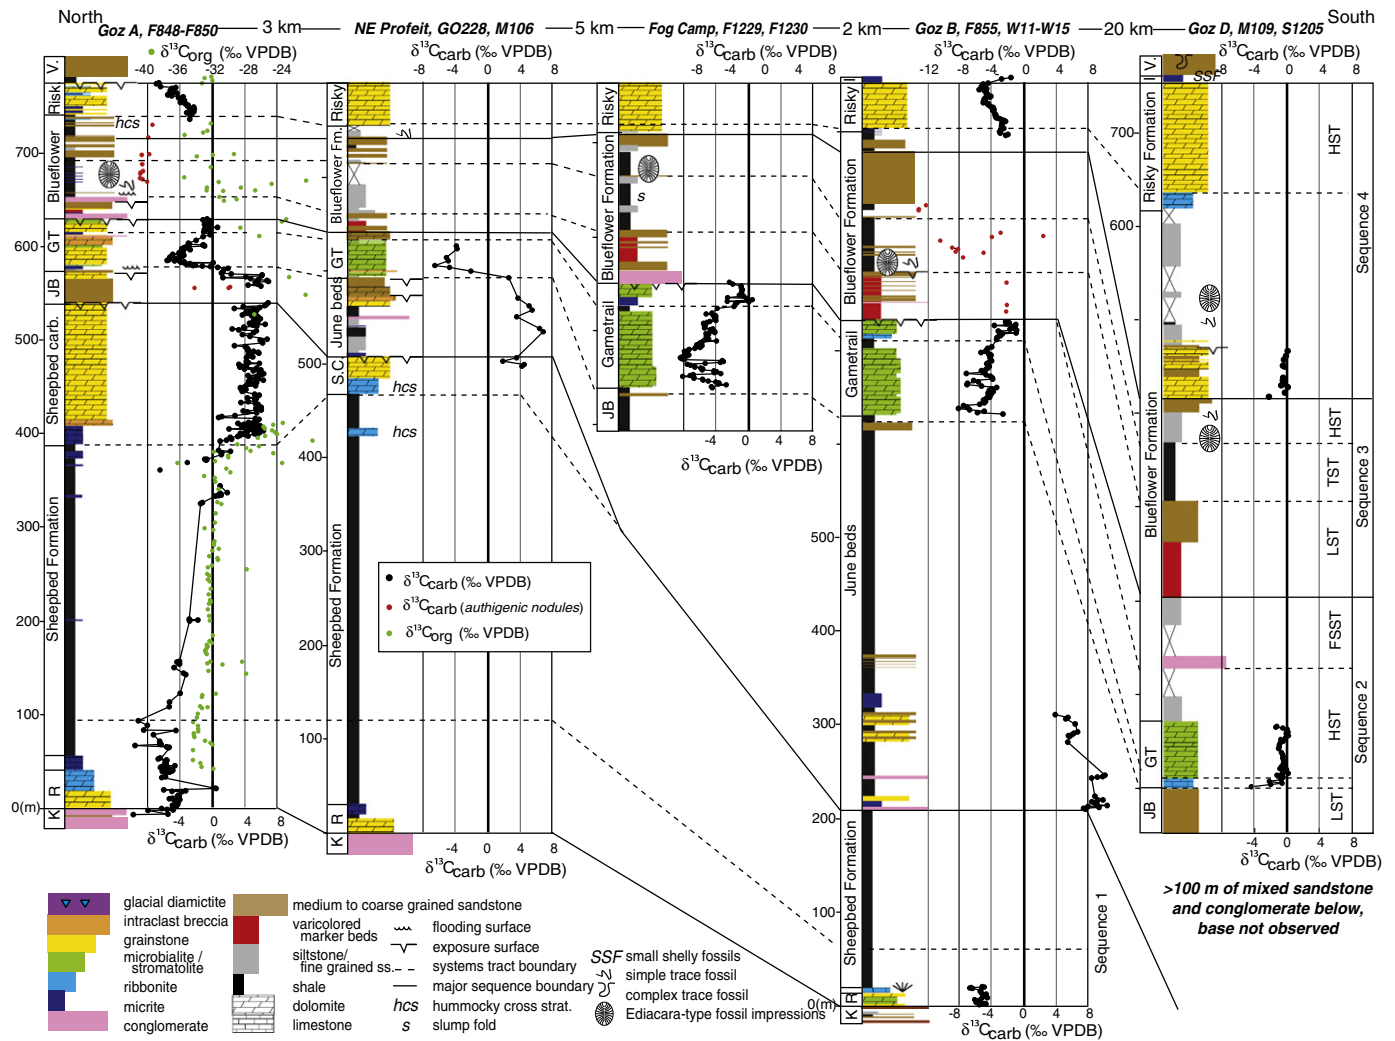 North
South
Goz A, F848-F850
3 km
NE Profeit, GO228, M106
5 km
Fog Camp, F1229, F1230
2 km
Goz B, F855, W11-W15
20 km
Goz D, M109, S1205
δ13Corg (‰ VPDB)
-40 -36 -32 -28 -24
δ13Ccarb (‰ VPDB)
-8 -4 0 4 8
δ13Ccarb (‰ VPDB)
-4 0 4 8
δ13Ccarb (‰ VPDB)
-12 -8 -4 0 4 8
δ13Ccarb (‰ VPDB)
-4 0 4 8
V.
Risky
Blueflower
GT
JB
Sheepbed carb.
Sheepbed Formation
R
K
700
600
500
400
300
200
100
0(m)
hcs
-8 -4 0 4 8
δ13Ccarb (‰ VPDB)
Risky
Blueflower Fm.
GT
June beds
S.C.
Sheepbed Formation
R
K
500
400
300
200
100
hcs
hcs
-8 -4 0 4 8
δ13Ccarb (‰ VPDB)
Risky
Blueflower Formation
Gametrail
JB
s
-4 0 4 8
δ13Ccarb (‰ VPDB)
I
Risky
Blueflower Formation
Gametrail
June beds
Sheepbed Formation
R
K
500
400
300
200
100
0(m)
Sequence 1
-8 -4 0 4 8
δ13Ccarb (‰ VPDB)
V.
I
SSF
Risky Formation
Blueflower Formation
GT
JB
700
600
HST
HST
TST
LST
FSST
HST
LST
Sequence 4
Sequence 3
Sequence 2
-4 0 4 8
δ13Ccarb (‰ VPDB)
>100 m of mixed sandstone
and conglomerate below,
base not observed
δ13Ccarb (‰ VPDB)
δ13Ccarb (authigenic nodules)
δ13Corg (‰ VPDB)
glacial diamictite
intraclast breccia
grainstone
microbialite /
stromatolite
ribbonite
micrite
conglomerate
medium to coarse grained sandstone
varicolored
marker beds
siltstone/
fine grained ss.
shale
dolomite
limestone
flooding surface
exposure surface
systems tract boundary
major sequence boundary
hcs hummocky cross strat.
s slump fold
SSF small shelly fossils
simple trace fossil
complex trace fossil
Ediacara-type fossil impressions